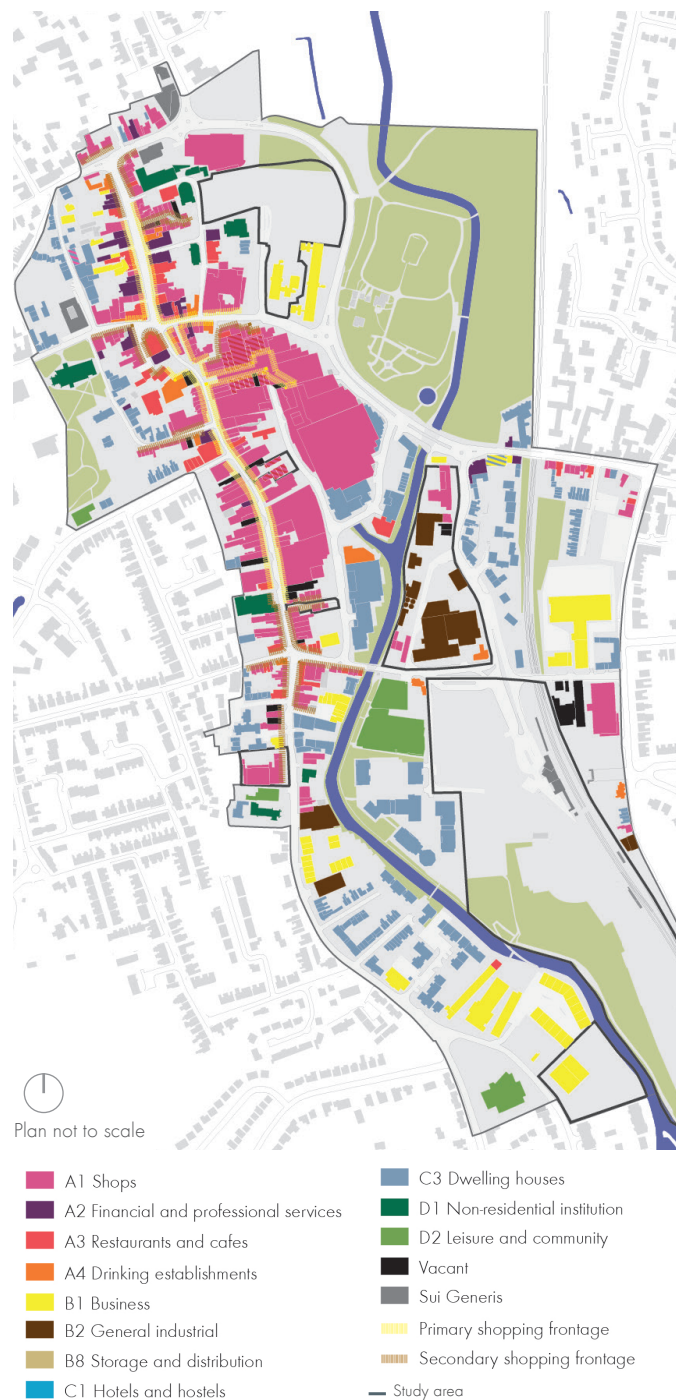 Plan not to scale
A1 Shops
A2 Financial and professional services
A3 Restaurants and cafes
A4 Drinking establishments
B1 Business
B2 General industrial
B8 Storage and distribution
C1 Hotels and hostels
C3 Dwelling houses
D1 Non-residential institution
D2 Leisure and community
Vacant
Sui Generis
Primary shopping frontage
Secondary shopping frontage
Study area